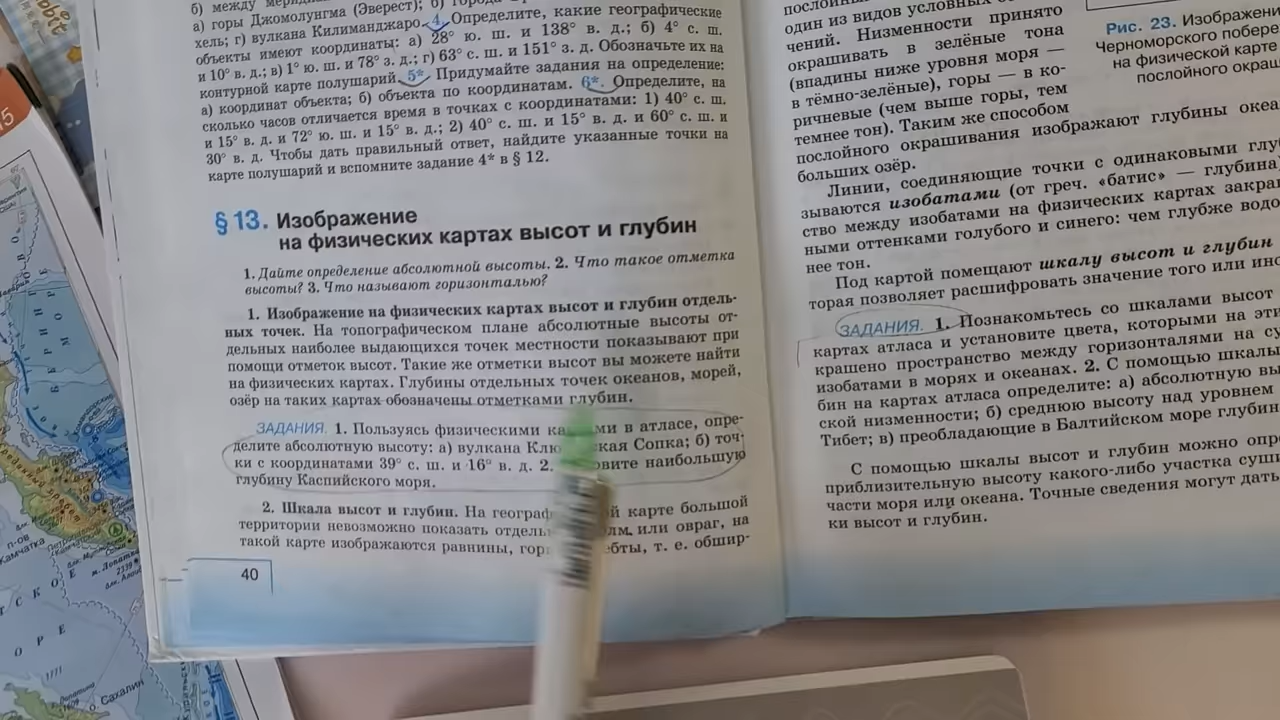 б) между
а) горы Джомолунгма (Эверест); б) города
хель; г) вулкана Килиманджаро. 4. Определите, какие географические
объекты имеют координаты: а) 28° ю. ш. и 138° в. д.; б) 4° с. ш.
и 10° в. д.; в) 1° ю. ш. и 78° з. д.; г) 63° с. ш. и 151° з. д. Обозначьте их на
контурной карте полушарий. 5*. Придумайте задания на определение:
а) координат объекта; б) объекта по координатам. 6*. Определите, на
сколько часов отличается время в точках с координатами: 1) 40° с. ш.
и 15° в. д. и 72° ю. ш. и 15° в. д.; 2) 40° с. ш. и 15° в. д. и 60° с. ш. и
30° в. д. Чтобы дать правильный ответ, найдите указанные точки на
карте полушарий и вспомните задание 4* в § 12.
§ 13. Изображение
на физических картах высот и глубин
1. Дайте определение абсолютной высоты. 2. Что такое отметка
высоты? 3. Что называют горизонталью?
1. Изображение на физических картах высот и глубин отдель-
ных точек. На топографическом плане абсолютные высоты от-
дельных наиболее выдающихся точек местности показывают при
помощи отметок высот. Такие же отметки высот вы можете найти
на физических картах. Глубины отдельных точек океанов, морей,
озёр на таких картах обозначены отметками глубин.
ЗАДАНИЯ. 1. Пользуясь физическими ми в атласе, опре-
делите абсолютную высоту: а) вулкана Клю кая Сопка; б) точ-
ки с координатами 39° с. ш. и 16° в. д. 2. овите наибольшую
глубину Каспийского моря.
2. Шкала высот и глубин. На географ й карте большой
территории невозможно показать отдель лм, или овраг, на
такой карте изображаются равнины, гор ебты, т. е. обшир-
40
один из видов условных
чений. Низменности принято
окрашивать в зелёные тона
(впадины ниже уровня моря —
в тёмно-зелёные), горы — в ко-
ричневые (чем выше горы, тем
темнее тон). Таким же способом
послойного окрашивания изображают глубины океа
больших озёр.
Линии, соединяющие точки с одинаковыми глу
зываются изобатами (от греч. «батис» — глубина
ство между изобатами на физических картах закра
ными оттенками голубого и синего: чем глубже водо
нее тон.
Под картой помещают шкалу высот и глубин
торая позволяет расшифровать значение того или ино
ЗАДАНИЯ. 1. Познакомьтесь со шкалами высот
картах атласа и установите цвета, которыми на эти
крашено пространство между горизонталями на су
изобатами в морях и океанах. 2. С помощью шкалы
бин на картах атласа определите: а) абсолютную вы
ской низменности; б) среднюю высоту над уровнем
Тибет; в) преобладающие в Балтийском море глубин
С помощью шкалы высот и глубин можно опре
приблизительную высоту какого-либо участка суши
части моря или океана. Точные сведения могут дать
ки высот и глубин.
Рис. 23. Изображени
Черноморского побере
на физической карте
послойного окраш
15
п-ов
Камчатка
м. Лопатка
о. Сахалин